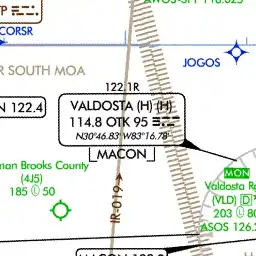 CORSR
JOGOS
R SOUTH MOA
122.1R
N 122.4
VALDOSTA (H) (H)
114.8 OTK 95
N30°46.83' W83°16.78'
MACON
man Brooks County
(4J5)
185 Ⓛ 50
IR-019
MON
Valdosta R
(VLD) D
203 Ⓛ 80
ASOS 126.